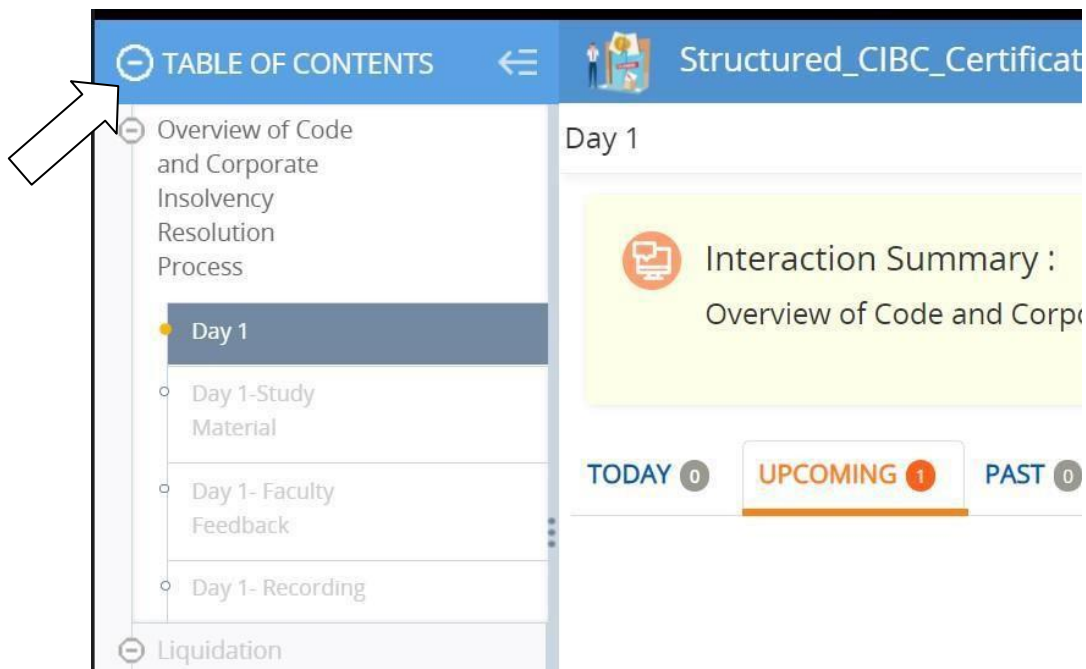 TABLE OF CONTENTS
Overview of Code
and Corporate
Insolvency
Resolution
Process
Day 1
Day 1-Study
Material
Day 1- Faculty
Feedback
Day 1- Recording
Liquidation
Structured_CIBC_Certificat
Day 1
Interaction Summary :
Overview of Code and Corpo
TODAY 0 UPCOMING 1 PAST 0